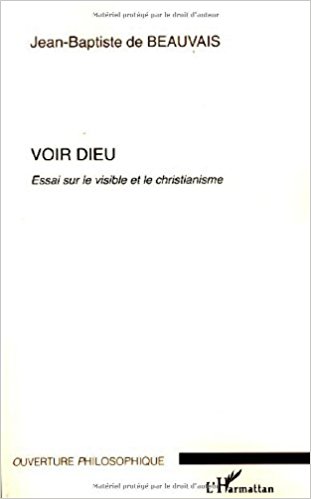 Matériel protégé par le droit d'auteur
Jean-Baptiste de BEAUVAIS
VOIR DIEU
Essai sur le visible et le christianisme
OUVERTURE PHILOSOPHIQUE
L'Harmattan
Matériel protégé par le droit d'auteur